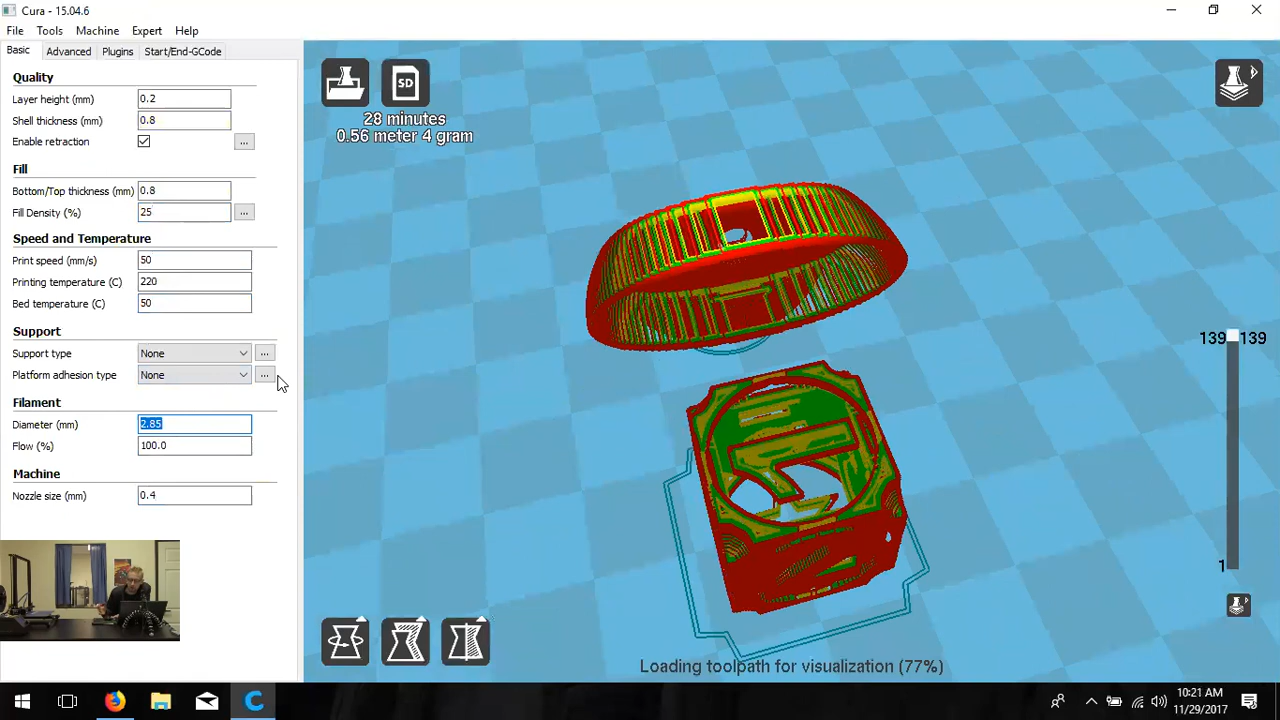 Cura - 15.04.6
File Tools Machine Expert Help
Basic Advanced Plugins Start/End-GCode
Quality
Layer height (mm) 0.2
Shell thickness (mm) 0.8
Enable retraction ...
Fill
Bottom/Top thickness (mm) 0.8
Fill Density (%) 25 ...
Speed and Temperature
Print speed (mm/s) 50
Printing temperature (C) 220
Bed temperature (C) 50
Support
Support type None ...
Platform adhesion type None ...
Filament
Diameter (mm) 2.85
Flow (%) 100.0
Machine
Nozzle size (mm) 0.4
SD
28 minutes
0.56 meter 4 gram
139 139
1
Loading toolpath for visualization (77%)
10:21 AM
11/29/2017